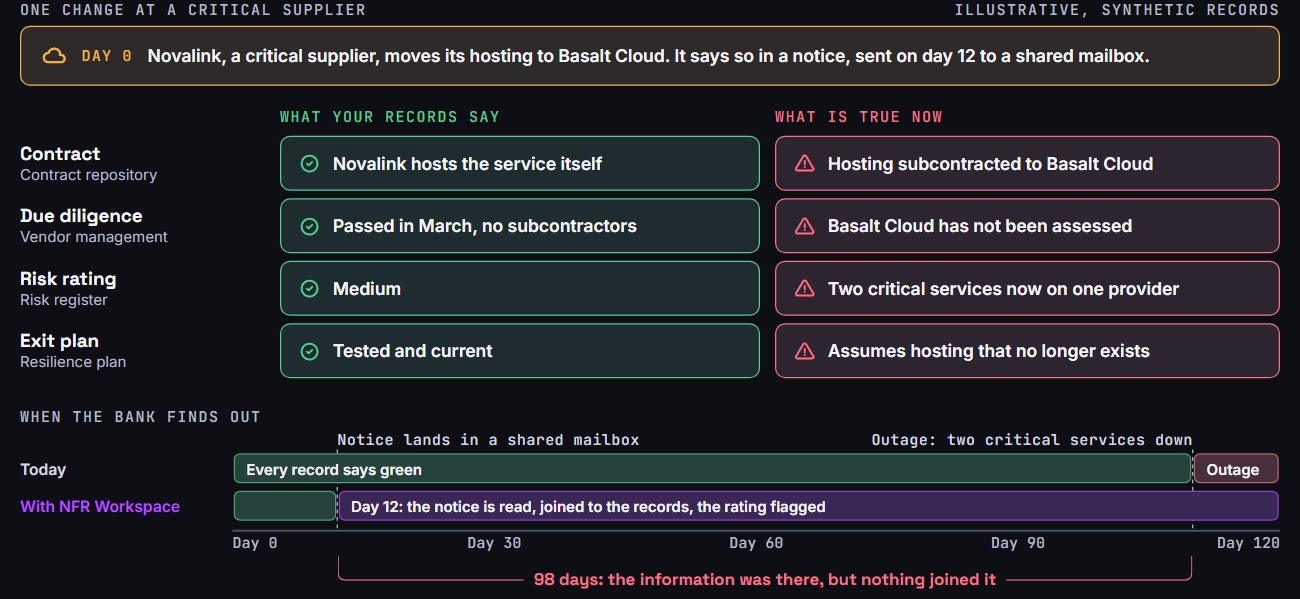 ONE CHANGE AT A CRITICAL SUPPLIER
ILLUSTRATIVE, SYNTHETIC RECORDS
DAY 0 Novalink, a critical supplier, moves its hosting to Basalt Cloud. It says so in a notice, sent on day 12 to a shared mailbox.
WHAT YOUR RECORDS SAY
WHAT IS TRUE NOW
Contract
Contract repository
Novalink hosts the service itself
Hosting subcontracted to Basalt Cloud
Due diligence
Vendor management
Passed in March, no subcontractors
Basalt Cloud has not been assessed
Risk rating
Risk register
Medium
Two critical services now on one provider
Exit plan
Resilience plan
Tested and current
Assumes hosting that no longer exists
WHEN THE BANK FINDS OUT
Notice lands in a shared mailbox
Outage: two critical services down
Today
Every record says green
Outage
With NFR Workspace
Day 12: the notice is read, joined to the records, the rating flagged
Day 0
Day 30
Day 60
Day 90
Day 120
98 days: the information was there, but nothing joined it